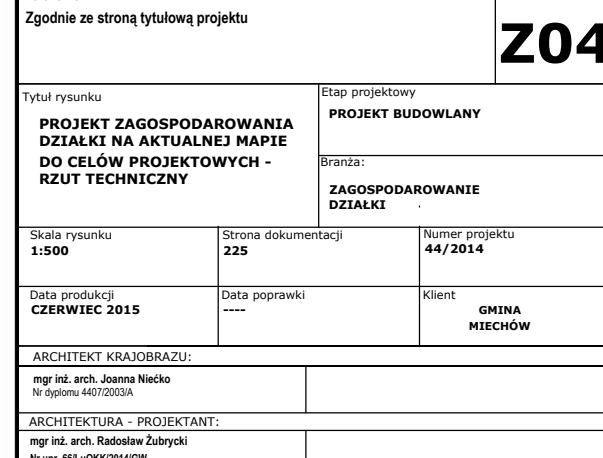 Zgodnie ze stroną tytułową projektu
Z04
Tytuł rysunku
PROJEKT ZAGOSPODAROWANIA
DZIAŁKI NA AKTUALNEJ MAPIE
DO CELÓW PROJEKTOWYCH -
RZUT TECHNICZNY
Etap projektowy
PROJEKT BUDOWLANY
Branża:
ZAGOSPODAROWANIE
DZIAŁKI
Skala rysunku
1:500
Strona dokumentacji
225
Numer projektu
44/2014
Data produkcji
CZERWIEC 2015
Data poprawki
----
Klient
GMINA
MIECHÓW
ARCHITEKT KRAJOBRAZU:
mgr inż. arch. Joanna Niećko
Nr dyplomu 4407/2003/A
ARCHITEKTURA - PROJEKTANT:
mgr inż. arch. Radosław Żubrycki